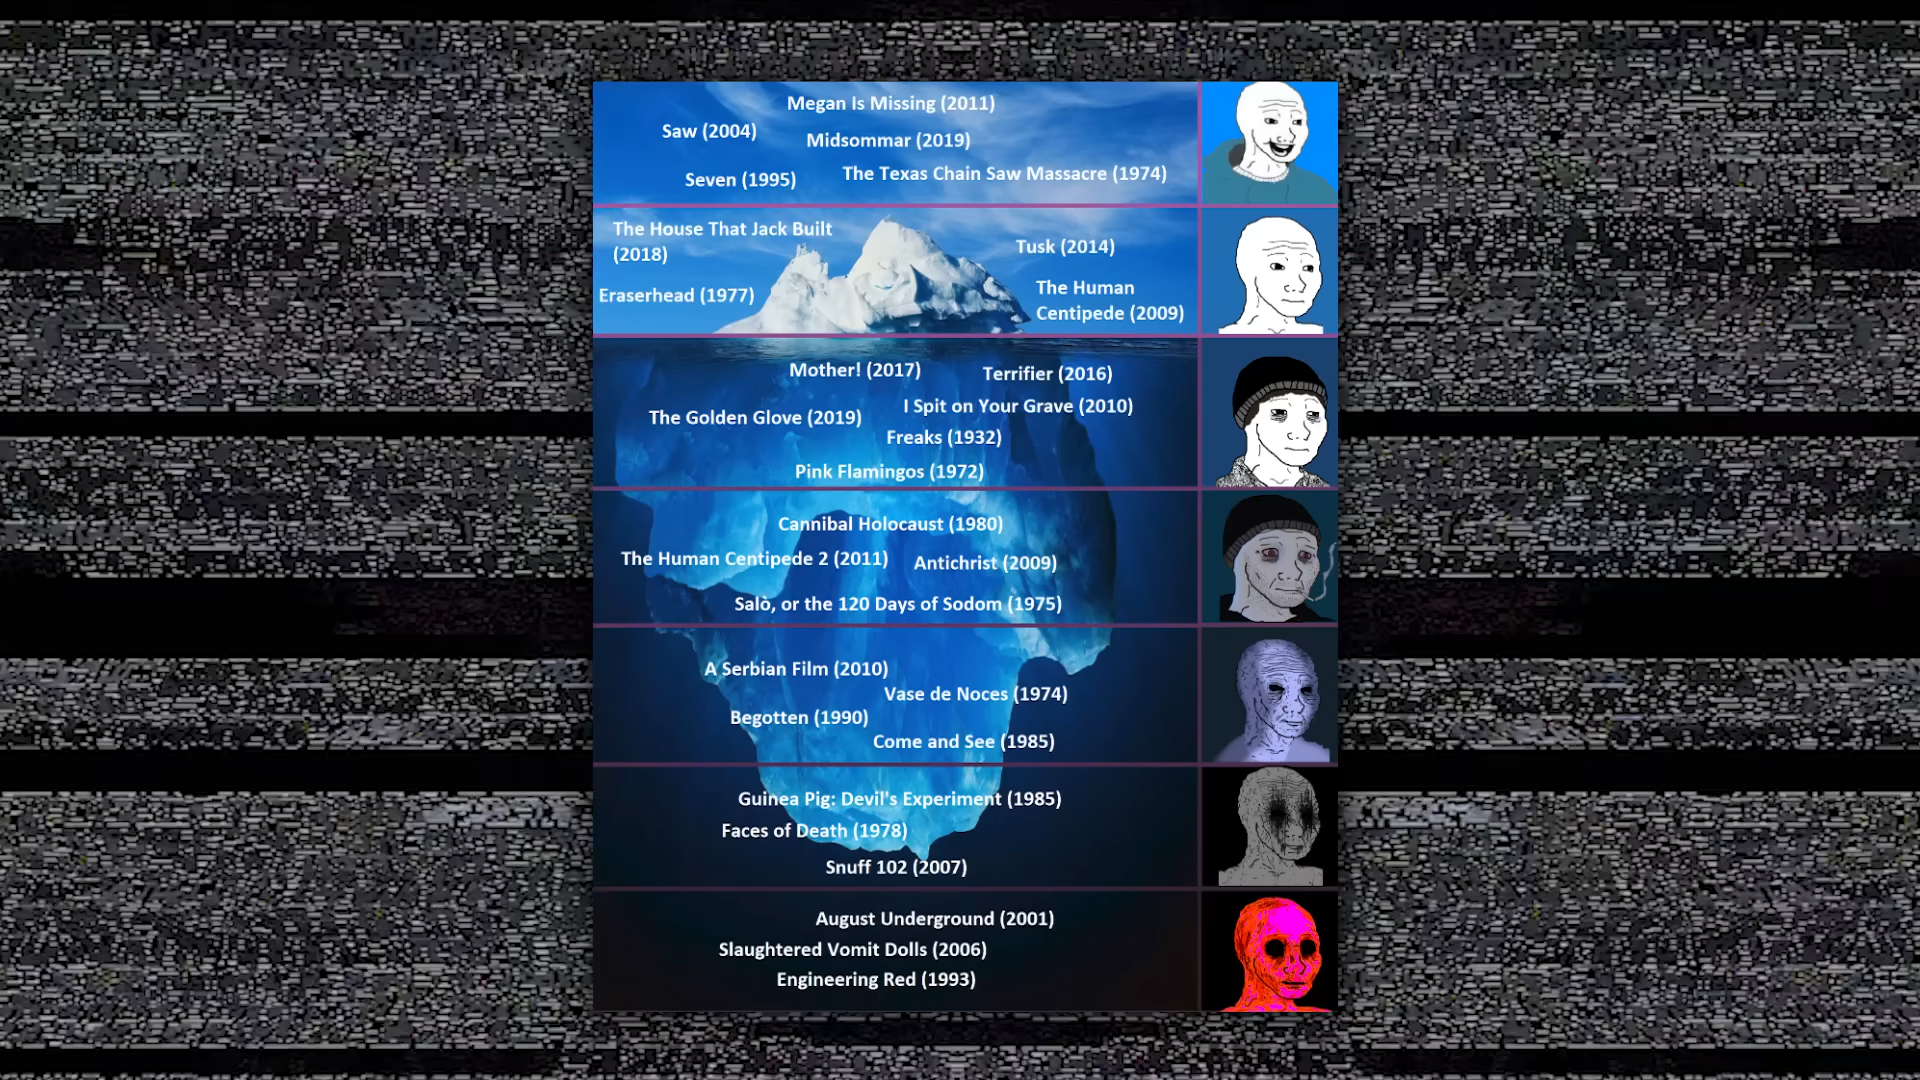 Megan Is Missing (2011)
Saw (2004)
Midsommar (2019)
The Texas Chain Saw Massacre (1974)
Seven (1995)
The House That Jack Built
(2018)
Tusk (2014)
Eraserhead (1977)
The Human
Centipede (2009)
Mother! (2017)
Terrifier (2016)
I Spit on Your Grave (2010)
The Golden Glove (2019)
Freaks (1932)
Pink Flamingos (1972)
Cannibal Holocaust (1980)
The Human Centipede 2 (2011)
Antichrist (2009)
Salò, or the 120 Days of Sodom (1975)
A Serbian Film (2010)
Vase de Noces (1974)
Begotten (1990)
Come and See (1985)
Guinea Pig: Devil's Experiment (1985)
Faces of Death (1978)
Snuff 102 (2007)
August Underground (2001)
Slaughtered Vomit Dolls (2006)
Engineering Red (1993)